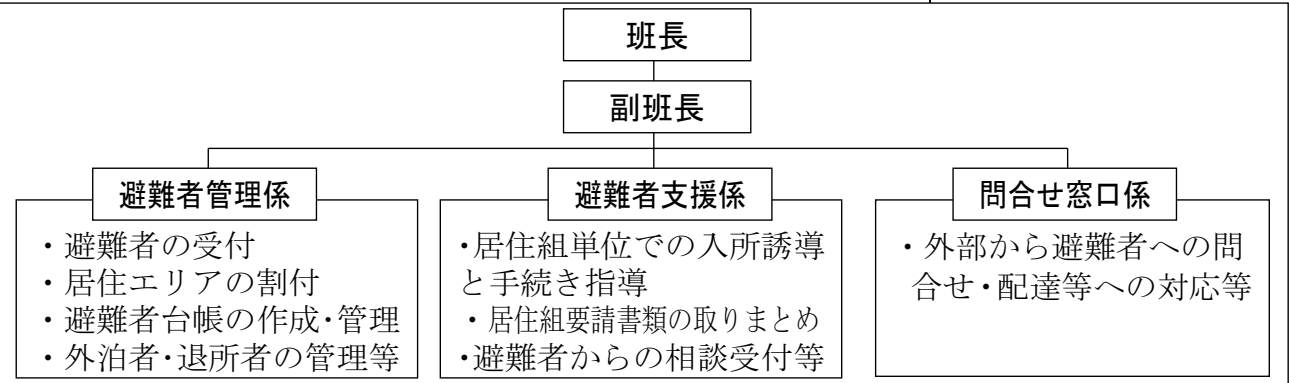 班長
副班長
避難者管理係
・避難者の受付
・居住エリアの割付
・避難者台帳の作成・管理
・外泊者・退所者の管理等
避難者支援係
・居住組単位での入所誘導
と手続き指導
・居住組要請書類の取りまとめ
・避難者からの相談受付等
問合せ窓口係
・外部から避難者への問
合せ・配達等への対応等